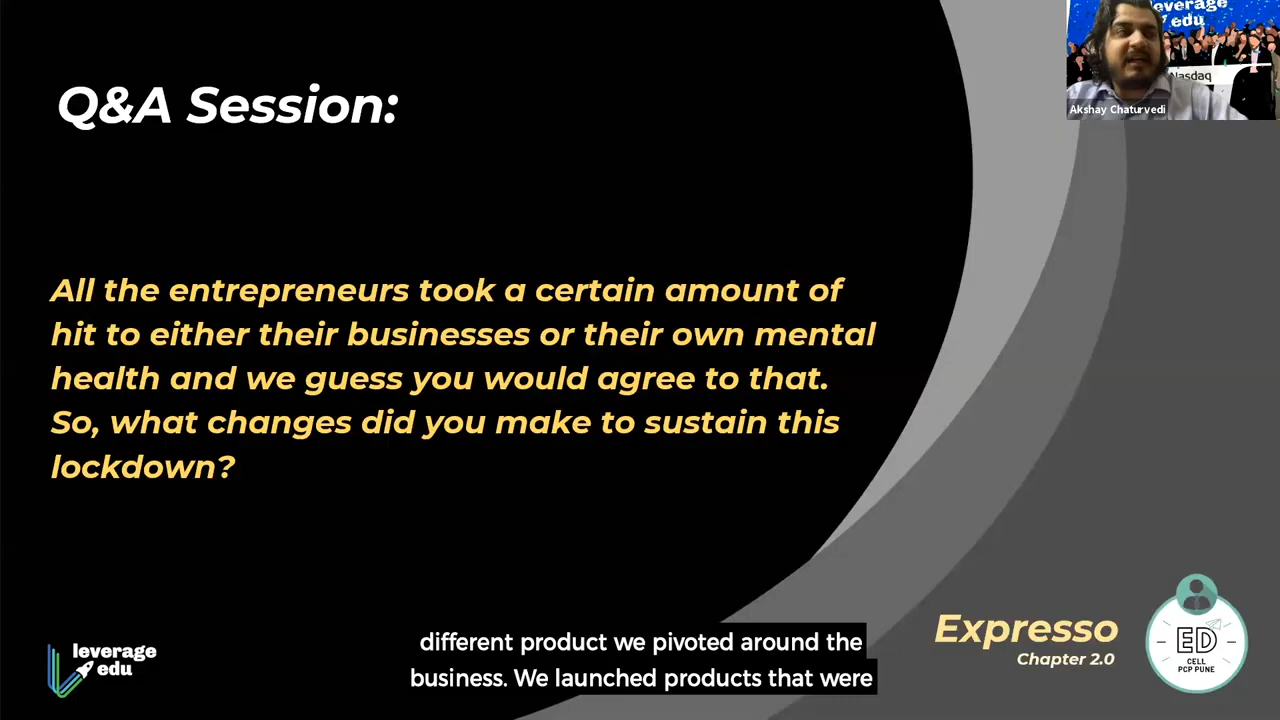 leverage
edu
Nasdaq
Akshay Chaturvedi
Q&A Session:
All the entrepreneurs took a certain amount of
hit to either their businesses or their own mental
health and we guess you would agree to that.
So, what changes did you make to sustain this
lockdown?
different product we pivoted around the
business. We launched products that were
leverage
edu
Expresso
Chapter 2.0
ED
CELL
PCP PUNE